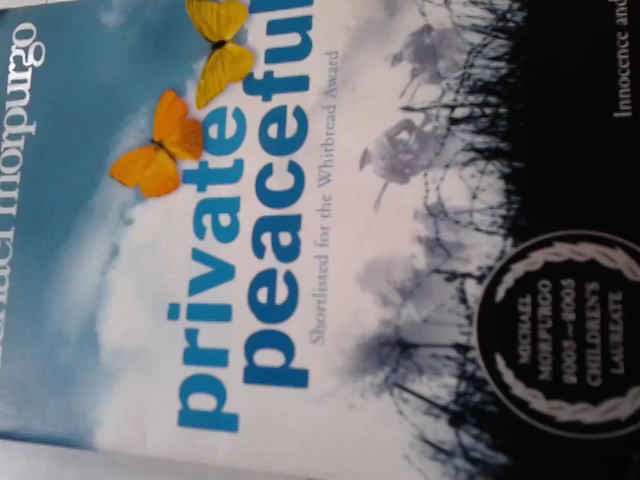 morpurgo
private
peaceful
Shortlisted for the Whitbread Award
Innocence and
MICHAEL
MORPURGO
2003-2005
CHILDREN'S
LAUREATE